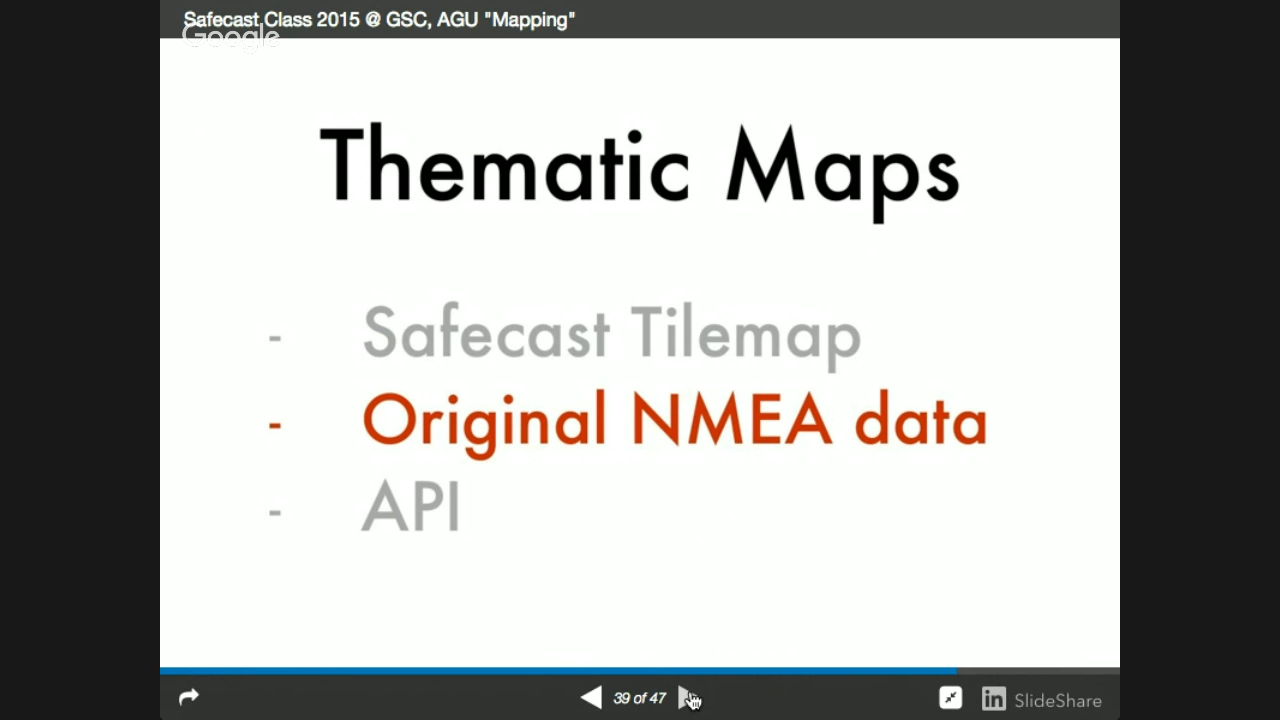 Safecast Class 2015 @ GSC, AGU "Mapping"
Google
Thematic Maps
- Safecast Tilemap
- Original NMEA data
- API
39 of 47
in SlideShare